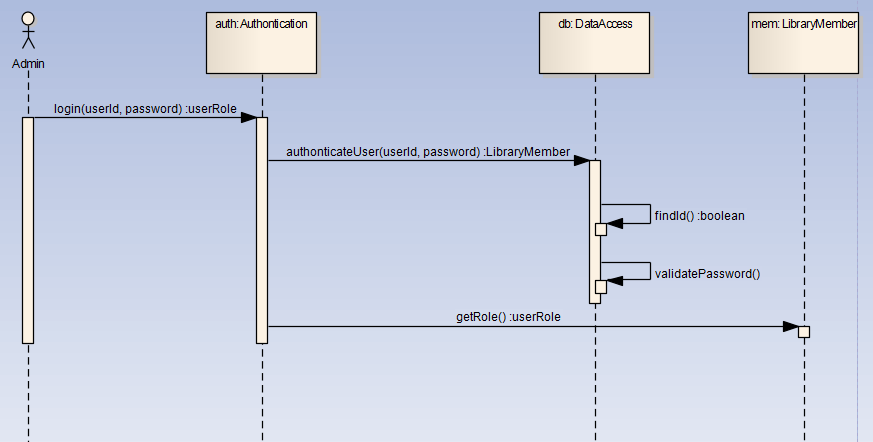 auth: Authontication
db: DataAccess
mem: LibraryMember
Admin
login(userId, password) :userRole
authonticateUser(userId, password) :LibraryMember
findId() :boolean
validatePassword()
getRole() :userRole